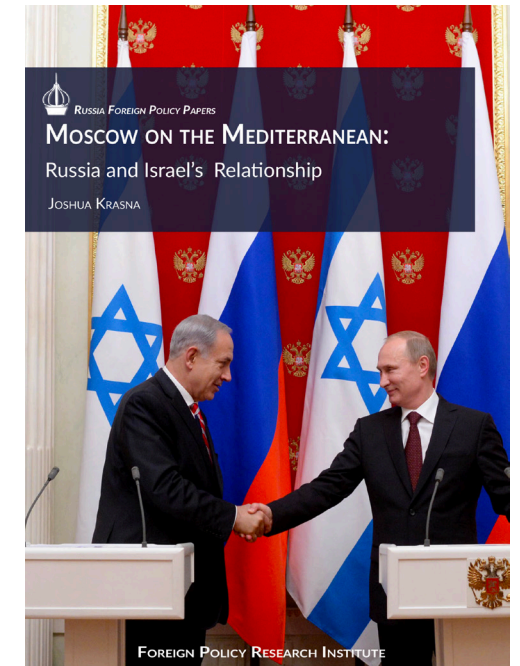 RUSSIA FOREIGN POLICY PAPERS
MOSCOW ON THE MEDITERRANEAN:
Russia and Israel's Relationship
JOSHUA KRASNA
FOREIGN POLICY RESEARCH INSTITUTE